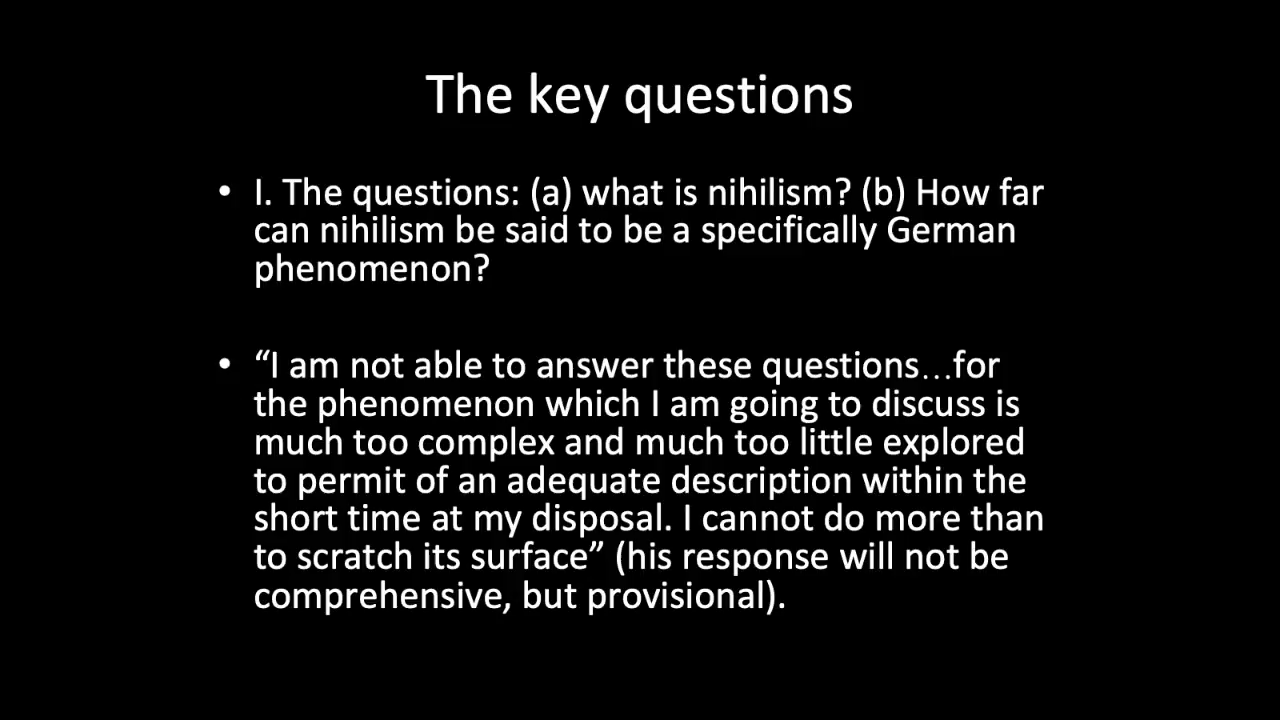 The key questions
• I. The questions: (a) what is nihilism? (b) How far
can nihilism be said to be a specifically German
phenomenon?
• “I am not able to answer these questions…for
the phenomenon which I am going to discuss is
much too complex and much too little explored
to permit of an adequate description within the
short time at my disposal. I cannot do more than
to scratch its surface” (his response will not be
comprehensive, but provisional).